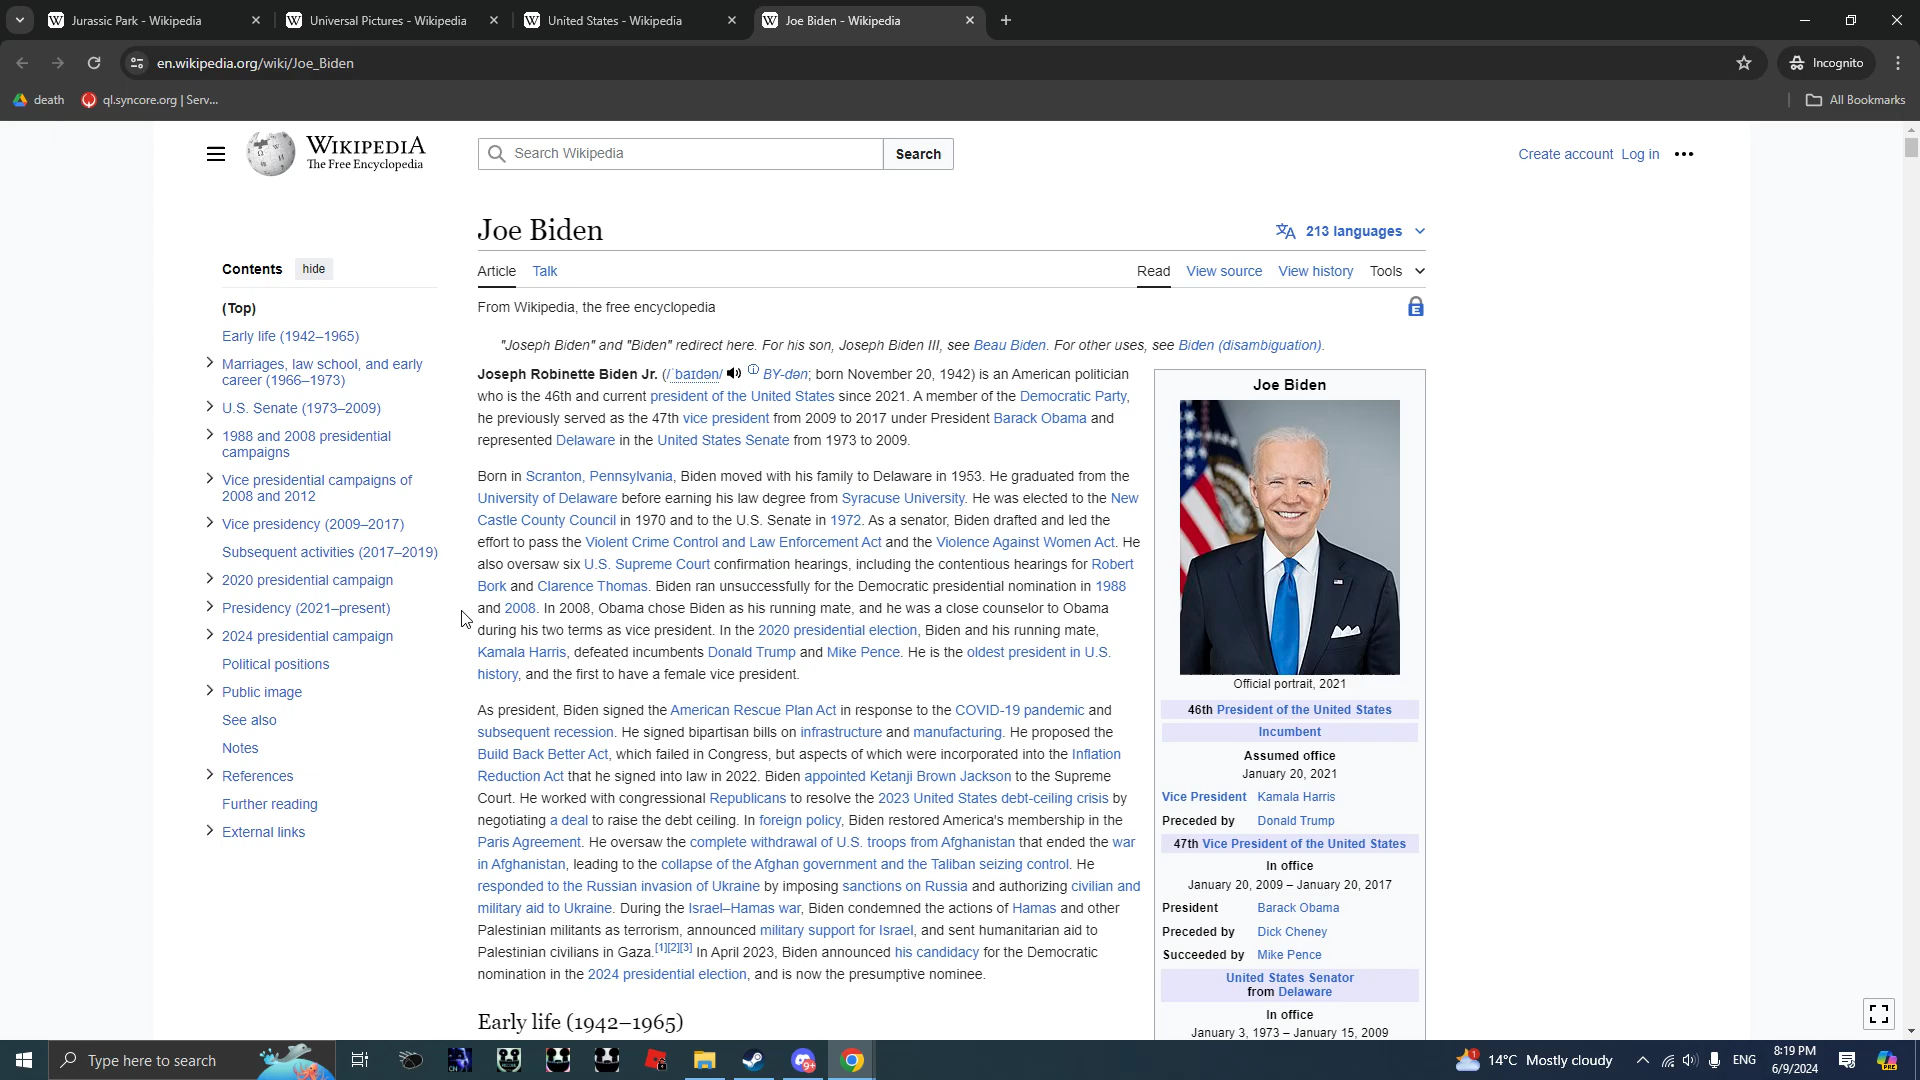 Jurassic Park - Wikipedia
Universal Pictures - Wikipedia
United States - Wikipedia
Joe Biden - Wikipedia
en.wikipedia.org/wiki/Joe_Biden
Incognito
death
ql.syncore.org | Serv...
All Bookmarks
WIKIPEDIA
The Free Encyclopedia
Search Wikipedia
Search
Create account
Log in
Joe Biden
213 languages
Article
Talk
Read
View source
View history
Tools
From Wikipedia, the free encyclopedia
Contents
hide
(Top)
Early life (1942–1965)
Marriages, law school, and early
career (1966–1973)
U.S. Senate (1973–2009)
1988 and 2008 presidential
campaigns
Vice presidential campaigns of
2008 and 2012
Vice presidency (2009–2017)
Subsequent activities (2017–2019)
2020 presidential campaign
Presidency (2021–present)
2024 presidential campaign
Political positions
Public image
See also
Notes
References
Further reading
External links
"Joseph Biden" and "Biden" redirect here. For his son, Joseph Biden III, see Beau Biden. For other uses, see Biden (disambiguation).
Joseph Robinette Biden Jr. (/ˈbaɪdən/ ⓘ BY-dən; born November 20, 1942) is an American politician
who is the 46th and current president of the United States since 2021. A member of the Democratic Party,
he previously served as the 47th vice president from 2009 to 2017 under President Barack Obama and
represented Delaware in the United States Senate from 1973 to 2009.
Born in Scranton, Pennsylvania, Biden moved with his family to Delaware in 1953. He graduated from the
University of Delaware before earning his law degree from Syracuse University. He was elected to the New
Castle County Council in 1970 and to the U.S. Senate in 1972. As a senator, Biden drafted and led the
effort to pass the Violent Crime Control and Law Enforcement Act and the Violence Against Women Act. He
also oversaw six U.S. Supreme Court confirmation hearings, including the contentious hearings for Robert
Bork and Clarence Thomas. Biden ran unsuccessfully for the Democratic presidential nomination in 1988
and 2008. In 2008, Obama chose Biden as his running mate, and he was a close counselor to Obama
during his two terms as vice president. In the 2020 presidential election, Biden and his running mate,
Kamala Harris, defeated incumbents Donald Trump and Mike Pence. He is the oldest president in U.S.
history, and the first to have a female vice president.
As president, Biden signed the American Rescue Plan Act in response to the COVID-19 pandemic and
subsequent recession. He signed bipartisan bills on infrastructure and manufacturing. He proposed the
Build Back Better Act, which failed in Congress, but aspects of which were incorporated into the Inflation
Reduction Act that he signed into law in 2022. Biden appointed Ketanji Brown Jackson to the Supreme
Court. He worked with congressional Republicans to resolve the 2023 United States debt-ceiling crisis by
negotiating a deal to raise the debt ceiling. In foreign policy, Biden restored America's membership in the
Paris Agreement. He oversaw the complete withdrawal of U.S. troops from Afghanistan that ended the war
in Afghanistan, leading to the collapse of the Afghan government and the Taliban seizing control. He
responded to the Russian invasion of Ukraine by imposing sanctions on Russia and authorizing civilian and
military aid to Ukraine. During the Israel–Hamas war, Biden condemned the actions of Hamas and other
Palestinian militants as terrorism, announced military support for Israel, and sent humanitarian aid to
Palestinian civilians in Gaza.[1][2][3] In April 2023, Biden announced his candidacy for the Democratic
nomination in the 2024 presidential election, and is now the presumptive nominee.
Early life (1942–1965)
Joe Biden
Official portrait, 2021
46th President of the United States
Incumbent
Assumed office
January 20, 2021
Vice President Kamala Harris
Preceded by Donald Trump
47th Vice President of the United States
In office
January 20, 2009 – January 20, 2017
President Barack Obama
Preceded by Dick Cheney
Succeeded by Mike Pence
United States Senator
from Delaware
In office
January 3, 1973 – January 15, 2009
Type here to search
9+
1
14°C Mostly cloudy
ENG
8:19 PM
6/9/2024
PRE